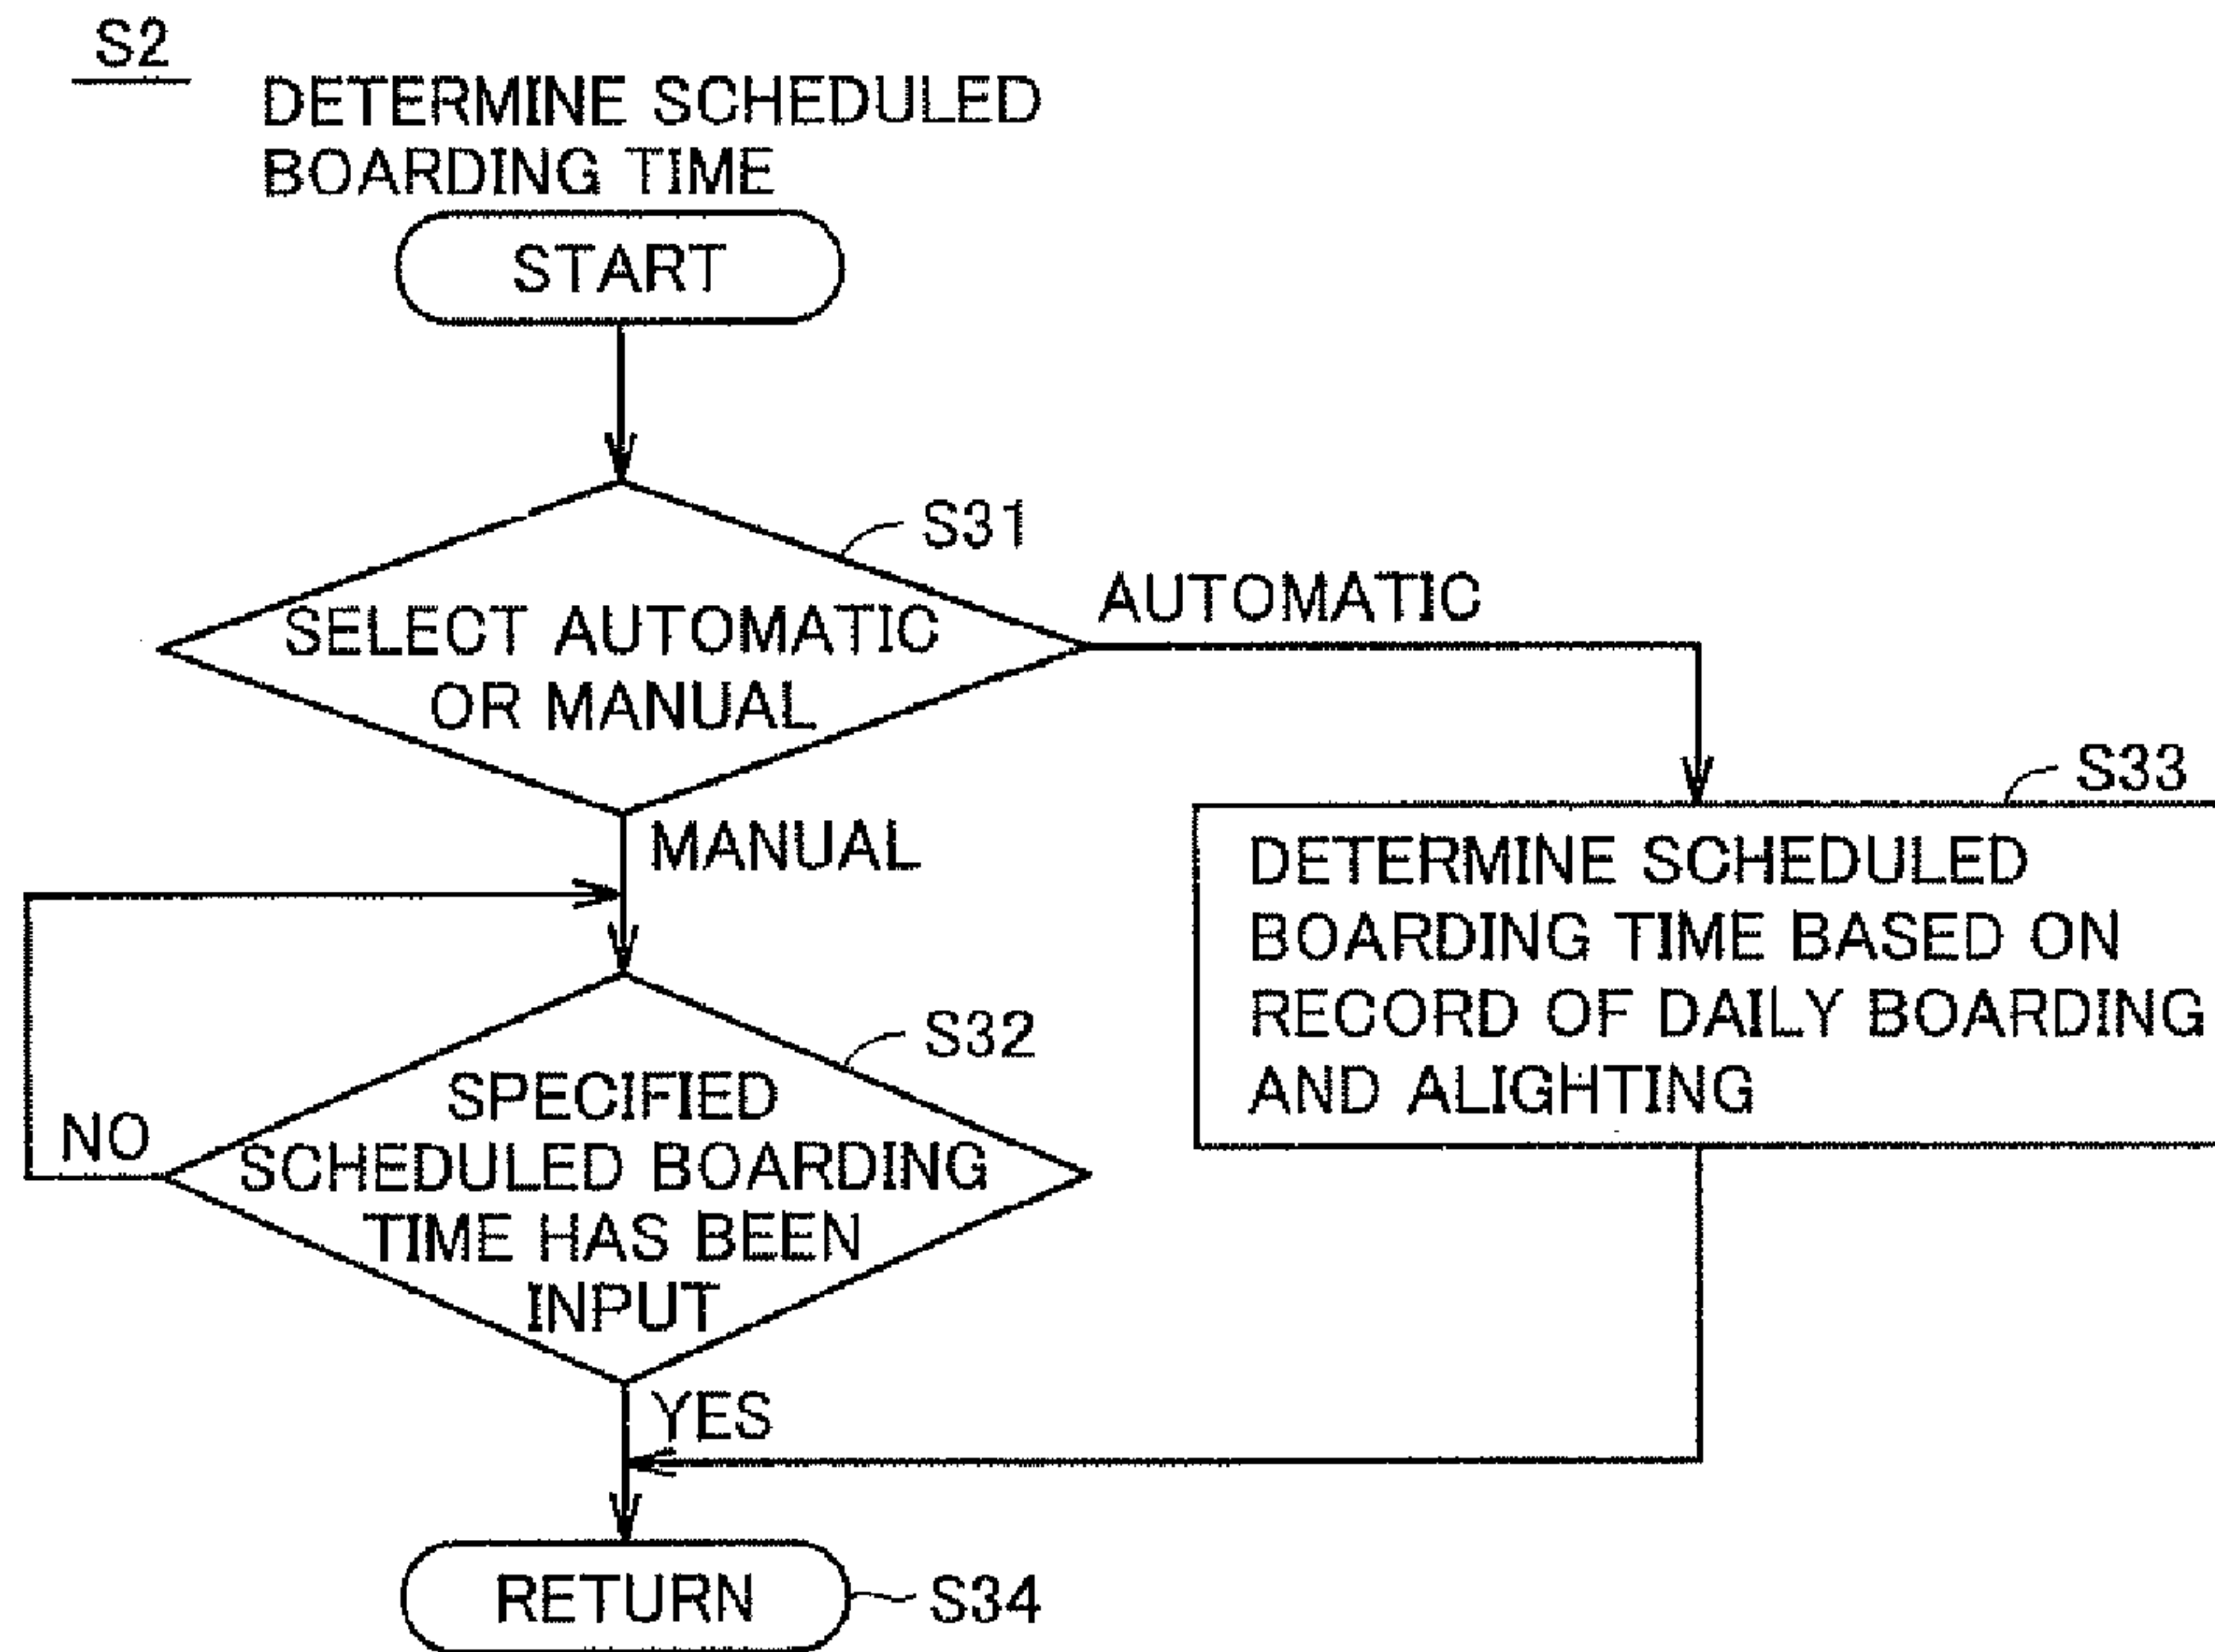 S2
DETERMINE SCHEDULED
BOARDING TIME
START
S31
SELECT AUTOMATIC
OR MANUAL
AUTOMATIC
MANUAL
S33
DETERMINE SCHEDULED
BOARDING TIME BASED ON
RECORD OF DAILY BOARDING
AND ALIGHTING
S32
SPECIFIED
SCHEDULED BOARDING
TIME HAS BEEN
INPUT
NO
YES
RETURN
S34